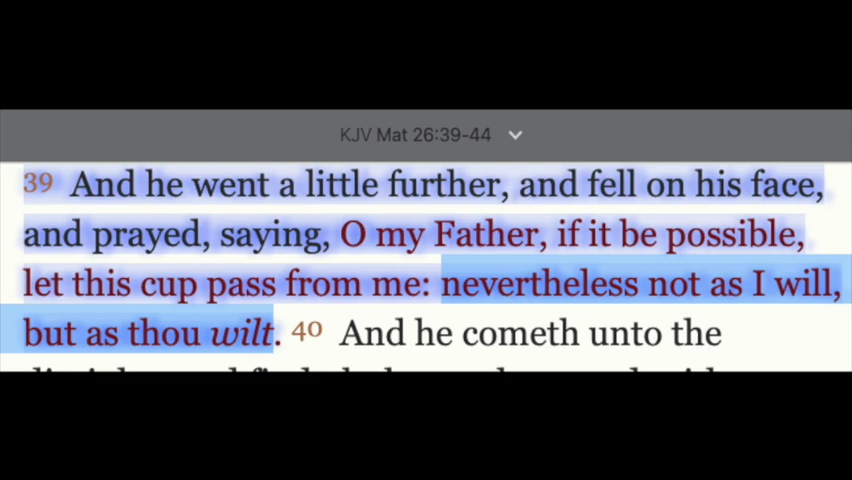 KJV Mat 26:39-44
39 And he went a little further, and fell on his face,
and prayed, saying, O my Father, if it be possible,
let this cup pass from me: nevertheless not as I will,
but as thou wilt. 40 And he cometh unto the